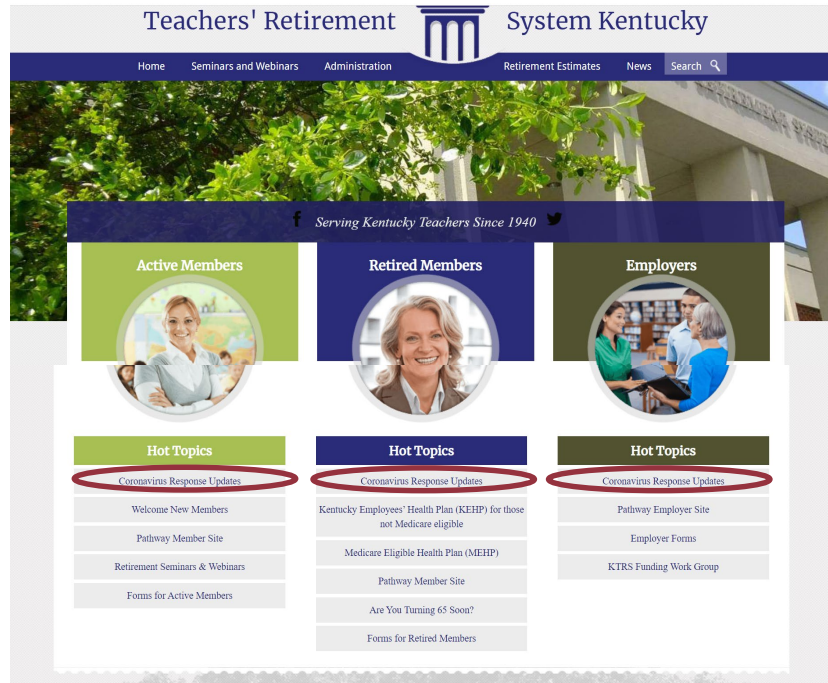 Teachers' Retirement System Kentucky
Home Seminars and Webinars Administration Retirement Estimates News Search
RETIREMENT SYSTEM
Serving Kentucky Teachers Since 1940
Active Members
Retired Members
Employers
Hot Topics
Coronavirus Response Updates
Welcome New Members
Pathway Member Site
Retirement Seminars & Webinars
Forms for Active Members
Hot Topics
Coronavirus Response Updates
Kentucky Employees' Health Plan (KEHP) for those
not Medicare eligible
Medicare Eligible Health Plan (MEHP)
Pathway Member Site
Are You Turning 65 Soon?
Forms for Retired Members
Hot Topics
Coronavirus Response Updates
Pathway Employer Site
Employer Forms
KTRS Funding Work Group